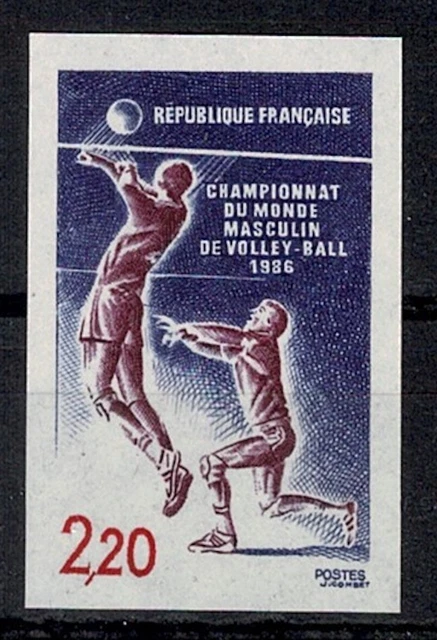 RÉPUBLIQUE FRANÇAISE
CHAMPIONNAT
DU MONDE
MASCULIN
DE VOLLEY-BALL
1986
2,20
POSTES
J.COMBET